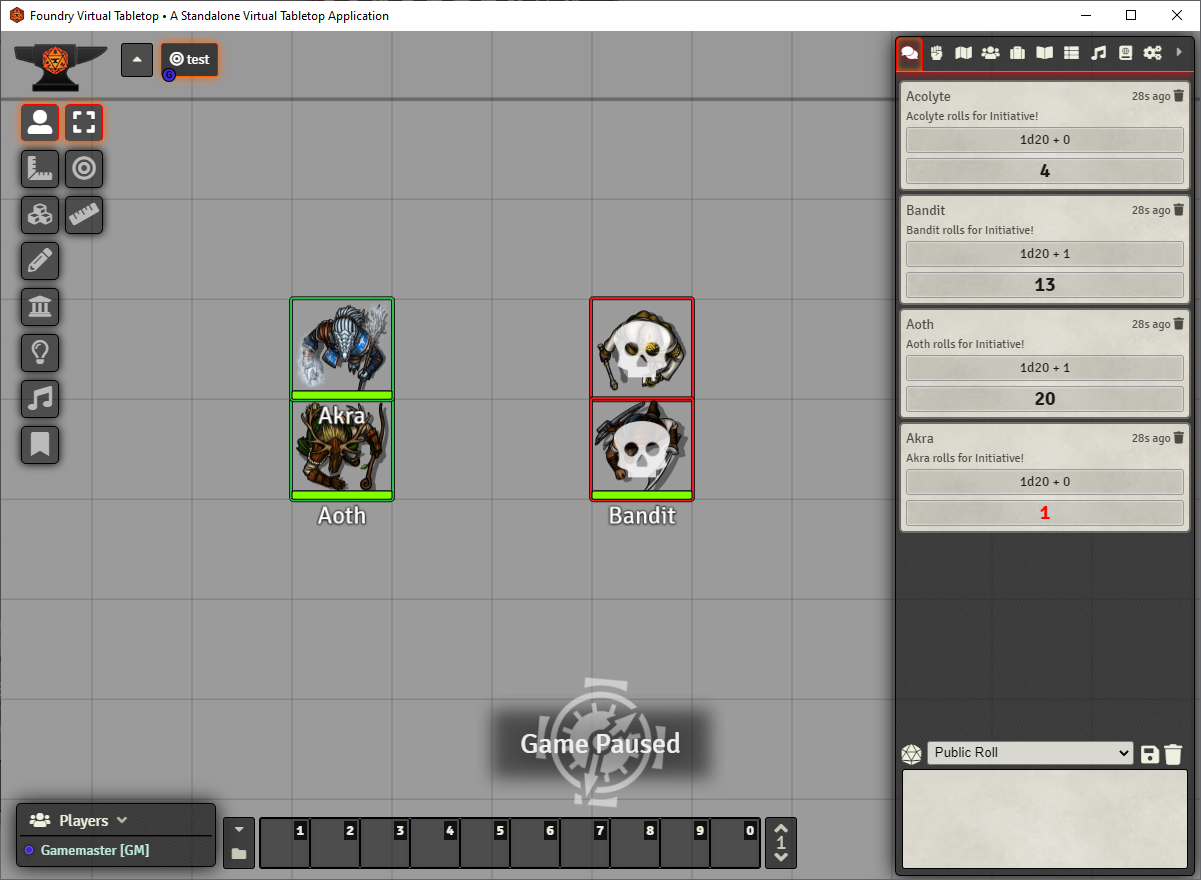 Foundry Virtual Tabletop • A Standalone Virtual Tabletop Application
test
G
Akra
Aoth
Bandit
Game Paused
Players
Gamemaster [GM]
1
2
3
4
5
6
7
8
9
0
1
Acolyte
28s ago
Acolyte rolls for Initiative!
1d20 + 0
4
Bandit
28s ago
Bandit rolls for Initiative!
1d20 + 1
13
Aoth
28s ago
Aoth rolls for Initiative!
1d20 + 1
20
Akra
28s ago
Akra rolls for Initiative!
1d20 + 0
1
Public Roll